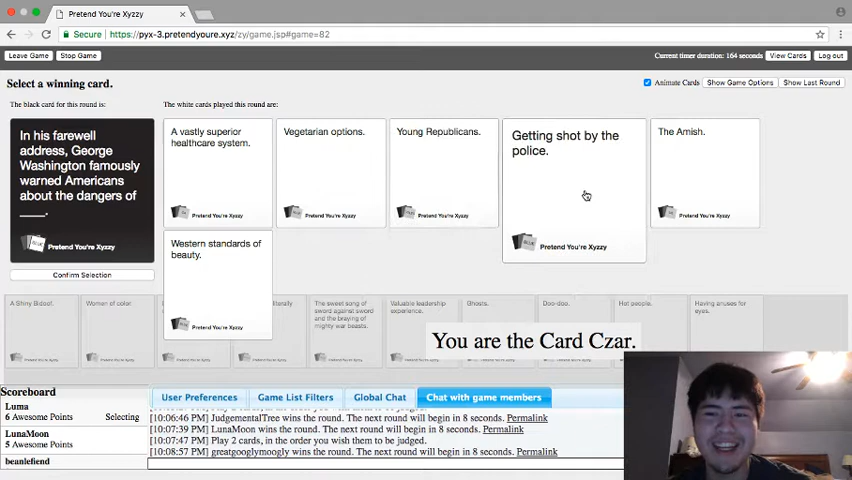 Pretend You're Xyzzy
Secure
https://pyx-3.pretendyoure.xyz/zy/game.jsp#game=82
Leave Game
Stop Game
Current timer duration: 164 seconds
View Cards
Log out
Select a winning card.
Animate Cards
Show Game Options
Show Last Round
The black card for this round is:
The white cards played this round are:
In his farewell
address, George
Washington famously
warned Americans
about the dangers of
____.
Pretend You're Xyzzy
A vastly superior
healthcare system.
Pretend You're Xyzzy
Vegetarian options.
Pretend You're Xyzzy
Young Republicans.
Pretend You're Xyzzy
Getting shot by the
police.
Pretend You're Xyzzy
The Amish.
Pretend You're Xyzzy
Western standards of
beauty.
Pretend You're Xyzzy
Confirm Selection
Women of color.
The sweet song of
sword against sword
and the braying of
mighty war beasts.
Valuable leadership
experience.
Ghosts.
Doo-doo.
Hot people.
Having anuses for
eyes.
You are the Card Czar.
Scoreboard
Luma
6 Awesome Points
Selecting
LunaMoon
5 Awesome Points
beanlefiend
User Preferences
Game List Filters
Global Chat
Chat with game members
[10:06:46 PM] JudgementalTree wins the round. The next round will begin in 8 seconds. Permalink
[10:07:39 PM] LunaMoon wins the round. The next round will begin in 8 seconds. Permalink
[10:07:47 PM] Play 2 cards, in the order you wish them to be judged.
[10:08:57 PM] greatgooglymoogly wins the round. The next round will begin in 8 seconds. Permalink